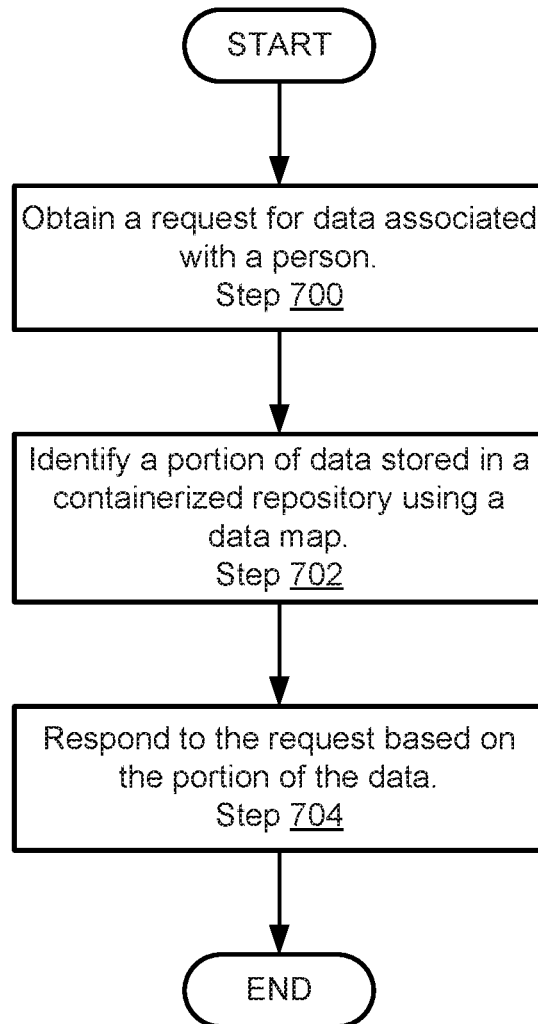 START
Obtain a request for data associated
with a person.
Step 700
Identify a portion of data stored in a
containerized repository using a
data map.
Step 702
Respond to the request based on
the portion of the data.
Step 704
END